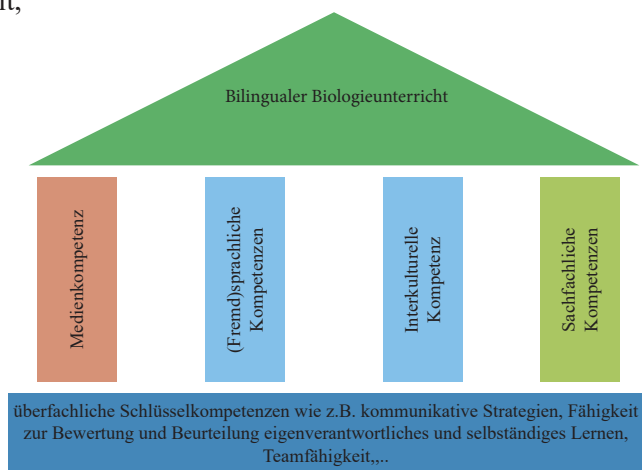 it,
Bilingualer Biologieunterricht
Medienkompetenz
(Fremd)sprachliche
Kompetenzen
Interkulturelle
Kompetenz
Sachfachliche
Kompetenzen
überfachliche Schlüsselkompetenzen wie z.B. kommunikative Strategien, Fähigkeit
zur Bewertung und Beurteilung eigenverantwortliches und selbständiges Lernen,
Teamfähigkeit,,..